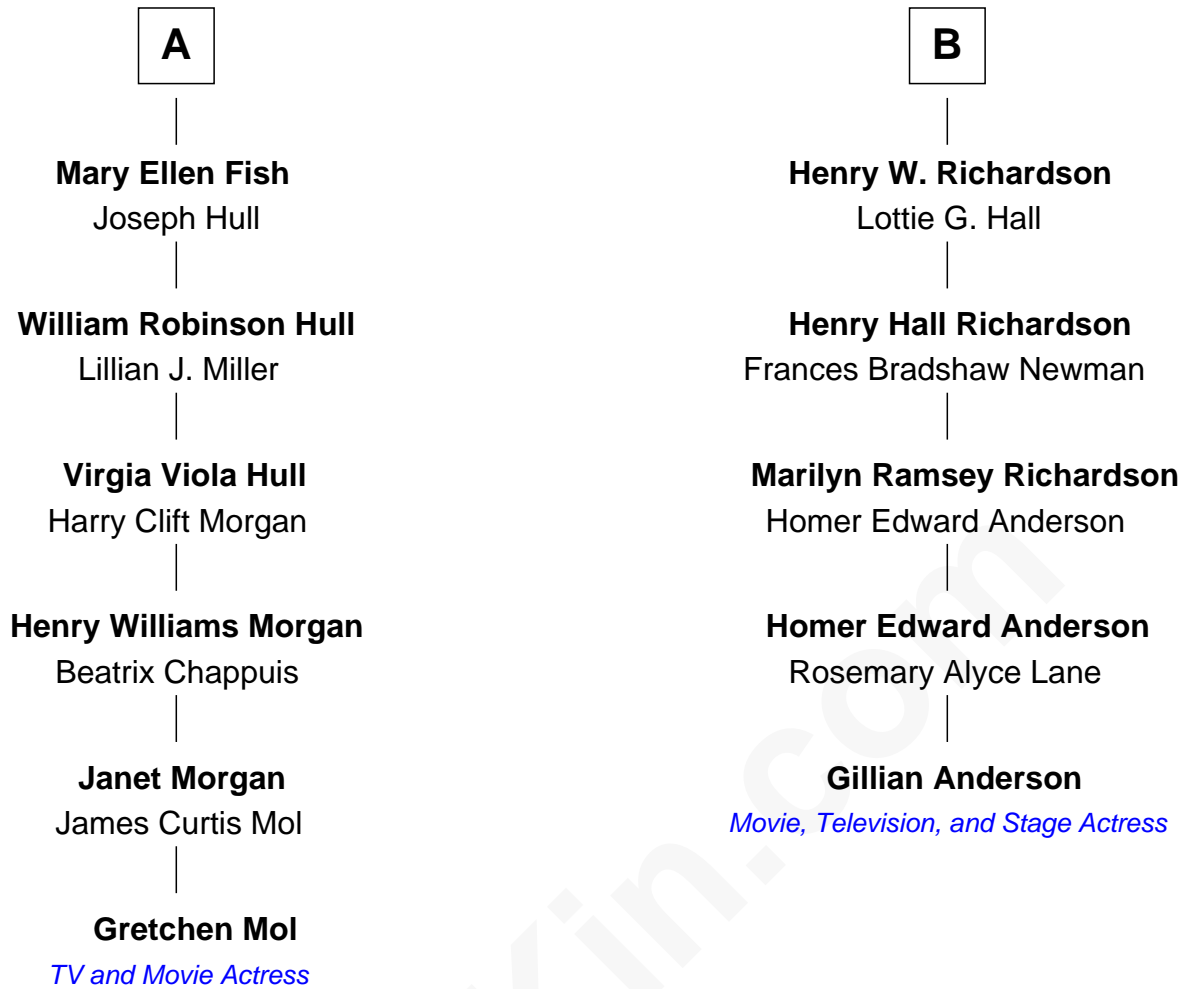 A
Mary Ellen Fish
Joseph Hull
William Robinson Hull
Lillian J. Miller
Virgia Viola Hull
Harry Clift Morgan
Henry Williams Morgan
Beatrix Chappuis
Janet Morgan
James Curtis Mol
Gretchen Mol
TV and Movie Actress
B
Henry W. Richardson
Lottie G. Hall
Henry Hall Richardson
Frances Bradshaw Newman
Marilyn Ramsey Richardson
Homer Edward Anderson
Homer Edward Anderson
Rosemary Alyce Lane
Gillian Anderson
Movie, Television, and Stage Actress
Kin.com